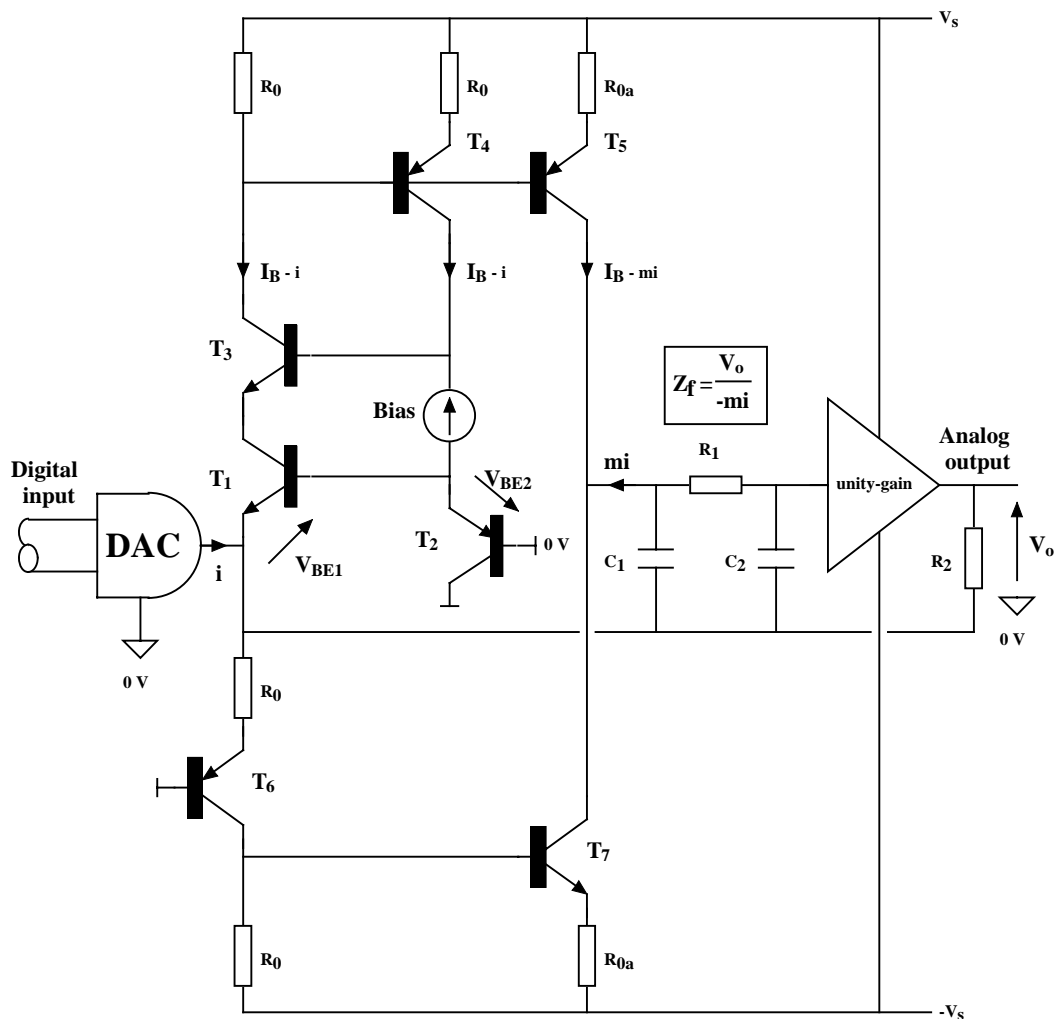 Vs
R0
R0
R0a
T4
T5
IB - i
IB - i
IB - mi
T3
Zf = Vo
-mi
Bias
Digital
input
T1
VBE2
mi
R1
Analog
output
unity-gain
DAC
i
VBE1
T2
0 V
C1
C2
R2
Vo
0 V
0 V
R0
T6
T7
R0
R0a
-Vs